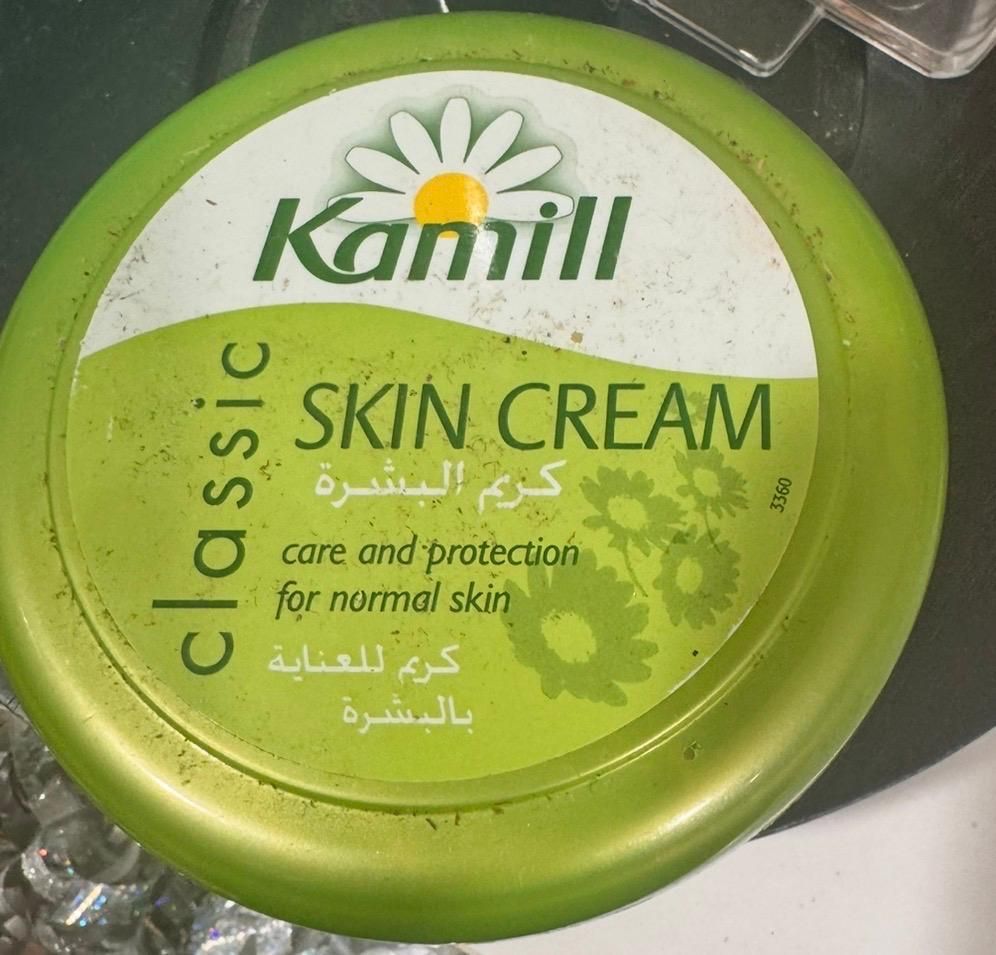 Kamill
classic
SKIN CREAM
كريم البشرة
care and protection
for normal skin
كريم للعناية
بالبشرة
3360